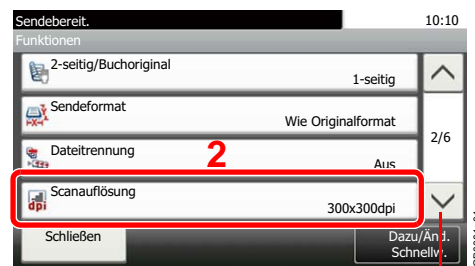 Sendebereit.
10:10
Funktionen
2-seitig/Buchoriginal
1-seitig
Sendeformat
Wie Originalformat
2/6
Dateitrennung
2
Aus
Scanauflösung
dpi
300x300dpi
Schließen
Dazu/Änd.
Schnellw.